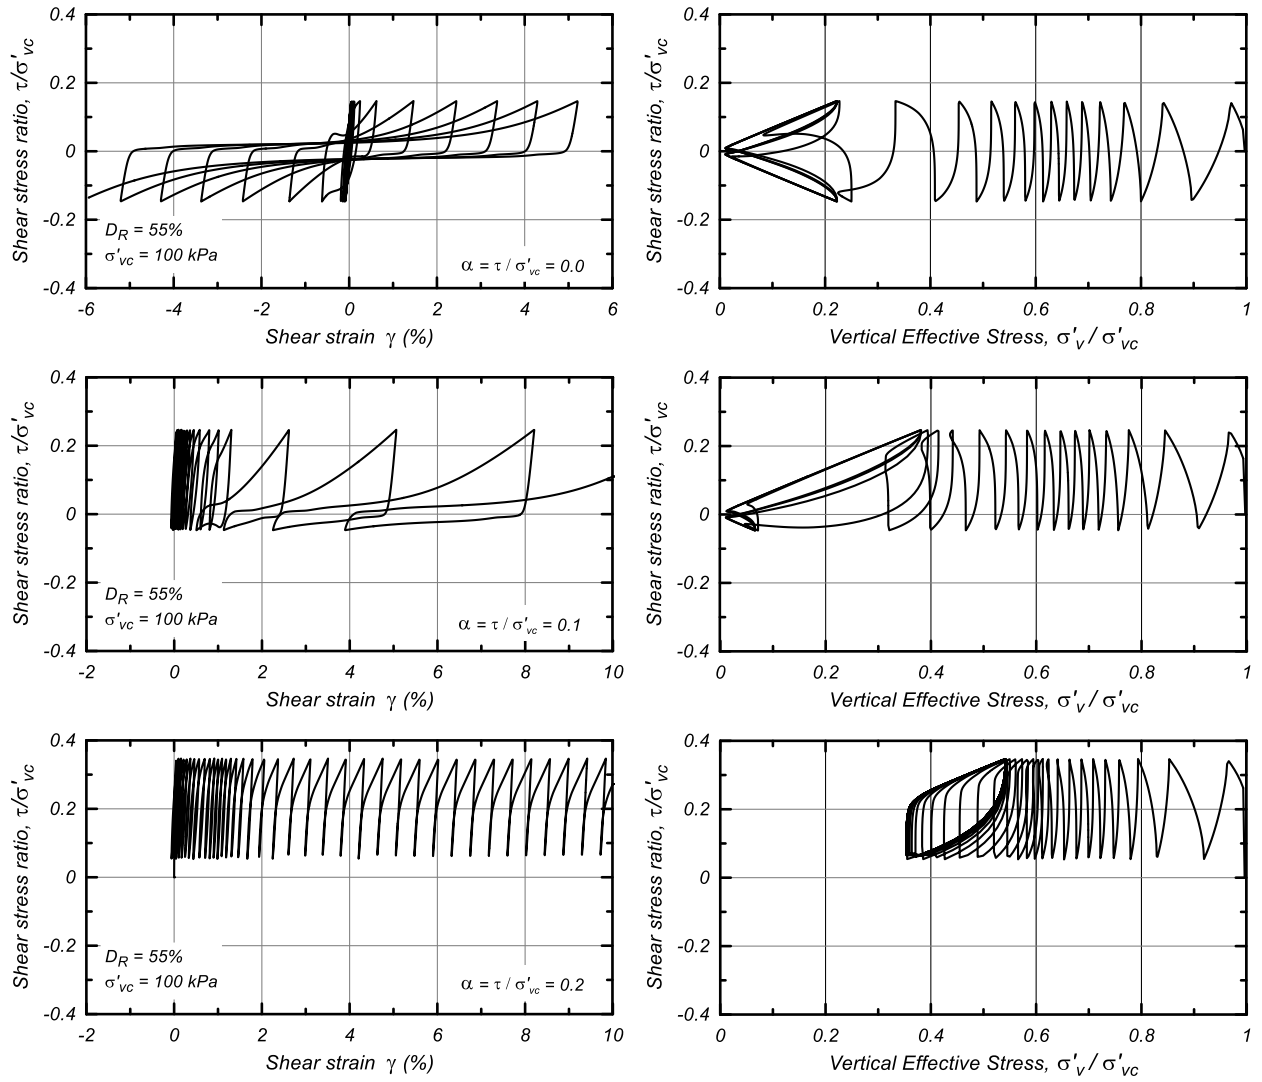 Shear stress ratio, τ/σ'vc
0.4
0.2
0
-0.2
-0.4
DR = 55%
σ'vc = 100 kPa
α = τ / σ'vc = 0.0
-6 -4 -2 0 2 4 6
Shear strain γ (%)
Shear stress ratio, τ/σ'vc
0.4
0.2
0
-0.2
-0.4
0 0.2 0.4 0.6 0.8 1
Vertical Effective Stress, σ'v / σ'vc
Shear stress ratio, τ/σ'vc
0.4
0.2
0
-0.2
-0.4
DR = 55%
σ'vc = 100 kPa
α = τ / σ'vc = 0.1
-2 0 2 4 6 8 10
Shear strain γ (%)
Shear stress ratio, τ/σ'vc
0.4
0.2
0
-0.2
-0.4
0 0.2 0.4 0.6 0.8 1
Vertical Effective Stress, σ'v / σ'vc
Shear stress ratio, τ/σ'vc
0.4
0.2
0
-0.2
-0.4
DR = 55%
σ'vc = 100 kPa
α = τ / σ'vc = 0.2
-2 0 2 4 6 8 10
Shear strain γ (%)
Shear stress ratio, τ/σ'vc
0.4
0.2
0
-0.2
-0.4
0 0.2 0.4 0.6 0.8 1
Vertical Effective Stress, σ'v / σ'vc